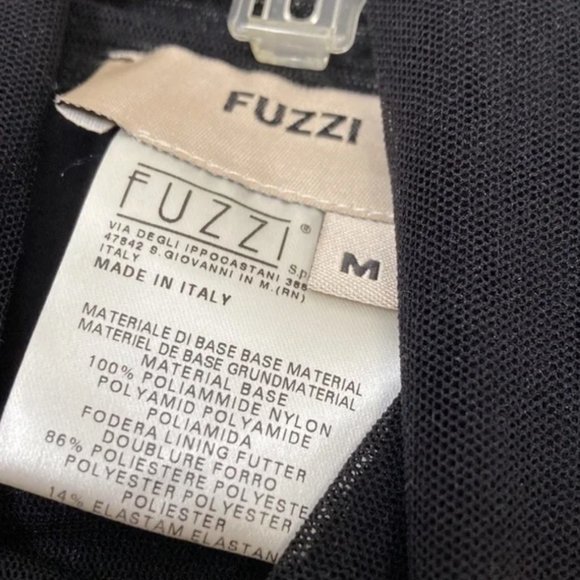 FUZZI
FUZZI®
VIA DEGLI IPPOCASTANI 388
47842 S.GIOVANNI IN M.(RN)
ITALY
MADE IN ITALY
M
MATERIALE DI BASE BASE MATERIAL
MATERIEL DE BASE GRUNDMATERIAL
MATERIAL BASE
100% POLIAMMIDE NYLON
POLYAMID POLYAMIDE
POLIAMIDA
FODERA LINING FUTTER
DOUBLURE FORRO
86% POLIESTERE POLYESTE
POLYESTER POLYESTER
POLIESTER
14% ELASTAM ELASTAN